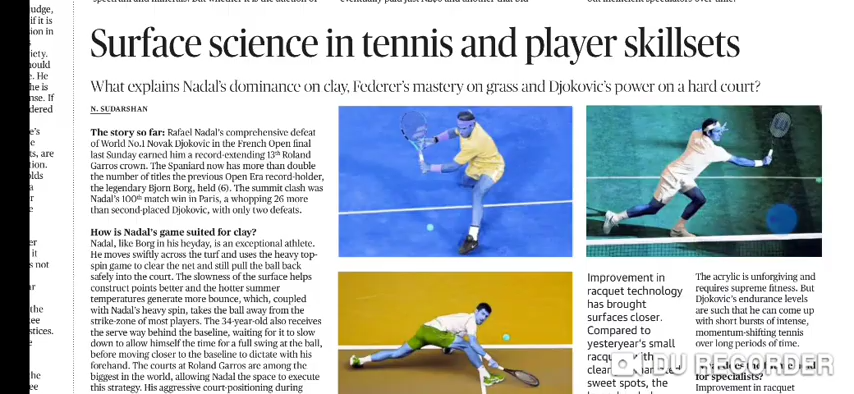 Surface science in tennis and player skillsets
What explains Nadal's dominance on clay, Federer's mastery on grass and Djokovic's power on a hard court?
N. SUDARSHAN
The story so far: Rafael Nadal's comprehensive defeat
of World No.1 Novak Djokovic in the French Open final
last Sunday earned him a record-extending 13th Roland
Garros crown. The Spaniard now has more than double
the number of titles the previous Open Era record-holder,
the legendary Bjorn Borg, held (6). The summit clash was
Nadal's 100th match win in Paris, a whopping 26 more
than second-placed Djokovic, with only two defeats.
How is Nadal's game suited for clay?
Nadal, like Borg in his heyday, is an exceptional athlete.
He moves swiftly across the turf and uses the heavy top-
spin game to clear the net and still pull the ball back
safely into the court. The slowness of the surface helps
construct points better and the hotter summer
temperatures generate more bounce, which, coupled
with Nadal's heavy spin, takes the ball away from the
strike-zone of most players. The 34-year-old also receives
the serve way behind the baseline, waiting for it to slow
down to allow himself the time for a full swing at the ball,
before moving closer to the baseline to dictate with his
forehand. The courts at Roland Garros are among the
biggest in the world, allowing Nadal the space to execute
this strategy. His aggressive court-positioning during
Improvement in
racquet technology
has brought
surfaces closer.
Compared to
yesteryear's small
sweet spots, the
The acrylic is unforgiving and
requires supreme fitness. But
Djokovic's endurance levels
are such that he can come up
with short bursts of intense,
momentum-shifting tennis
over long periods of time.
for specialists?
Improvement in racquet
DU RECORDER